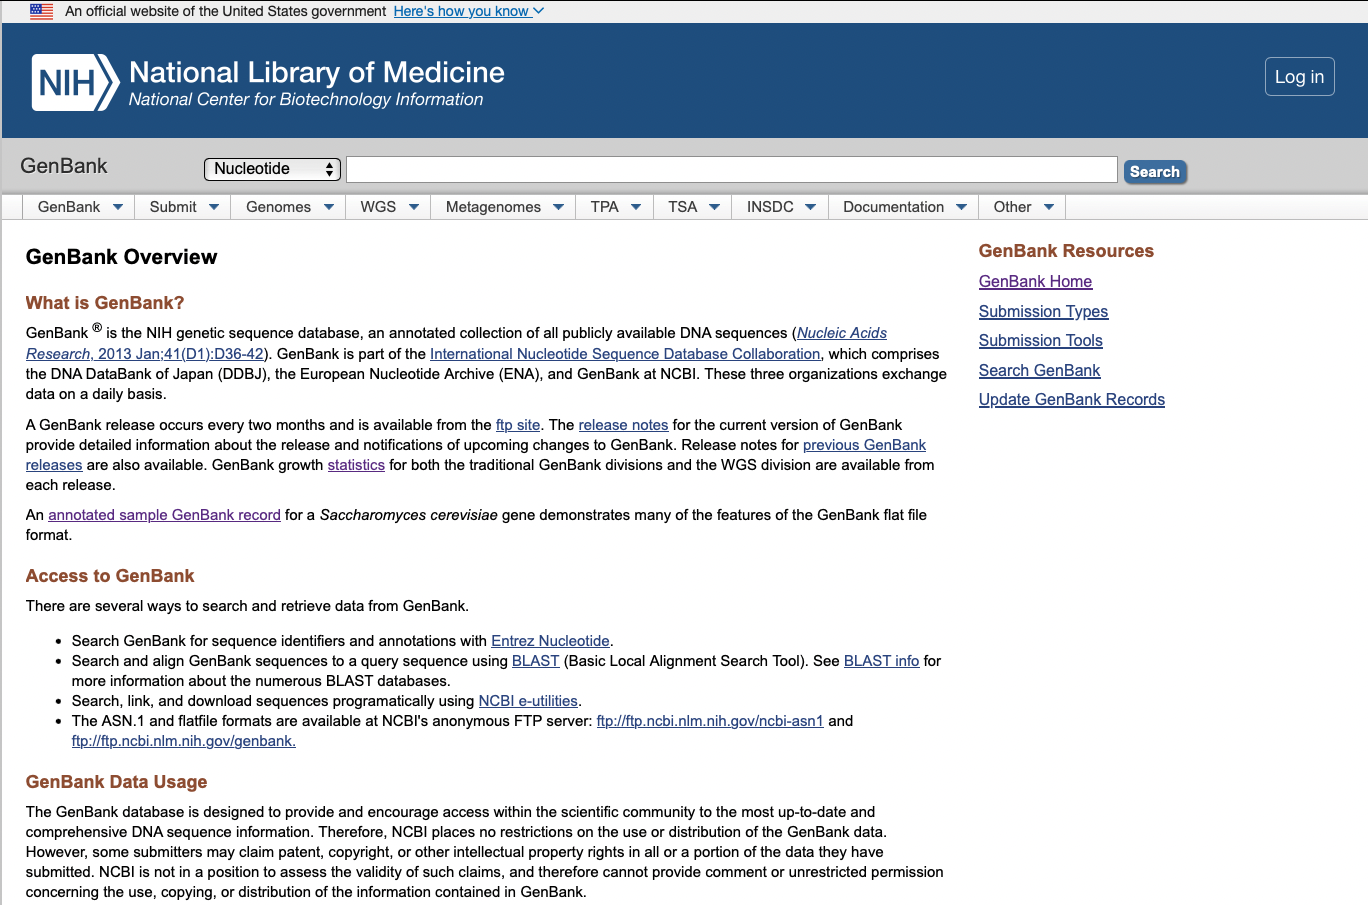 An official website of the United States government Here's how you know
NIH National Library of Medicine
National Center for Biotechnology Information
Log in
GenBank Nucleotide Search
GenBank Submit Genomes WGS Metagenomes TPA TSA INSDC Documentation Other
GenBank Overview
What is GenBank?
GenBank ® is the NIH genetic sequence database, an annotated collection of all publicly available DNA sequences (Nucleic Acids
Research, 2013 Jan;41(D1):D36-42). GenBank is part of the International Nucleotide Sequence Database Collaboration, which comprises
the DNA DataBank of Japan (DDBJ), the European Nucleotide Archive (ENA), and GenBank at NCBI. These three organizations exchange
data on a daily basis.
A GenBank release occurs every two months and is available from the ftp site. The release notes for the current version of GenBank
provide detailed information about the release and notifications of upcoming changes to GenBank. Release notes for previous GenBank
releases are also available. GenBank growth statistics for both the traditional GenBank divisions and the WGS division are available from
each release.
An annotated sample GenBank record for a Saccharomyces cerevisiae gene demonstrates many of the features of the GenBank flat file
format.
Access to GenBank
There are several ways to search and retrieve data from GenBank.
• Search GenBank for sequence identifiers and annotations with Entrez Nucleotide.
• Search and align GenBank sequences to a query sequence using BLAST (Basic Local Alignment Search Tool). See BLAST info for
more information about the numerous BLAST databases.
• Search, link, and download sequences programatically using NCBI e-utilities.
• The ASN.1 and flatfile formats are available at NCBI's anonymous FTP server: ftp://ftp.ncbi.nlm.nih.gov/ncbi-asn1 and
ftp://ftp.ncbi.nlm.nih.gov/genbank.
GenBank Data Usage
The GenBank database is designed to provide and encourage access within the scientific community to the most up-to-date and
comprehensive DNA sequence information. Therefore, NCBI places no restrictions on the use or distribution of the GenBank data.
However, some submitters may claim patent, copyright, or other intellectual property rights in all or a portion of the data they have
submitted. NCBI is not in a position to assess the validity of such claims, and therefore cannot provide comment or unrestricted permission
concerning the use, copying, or distribution of the information contained in GenBank.
GenBank Resources
GenBank Home
Submission Types
Submission Tools
Search GenBank
Update GenBank Records